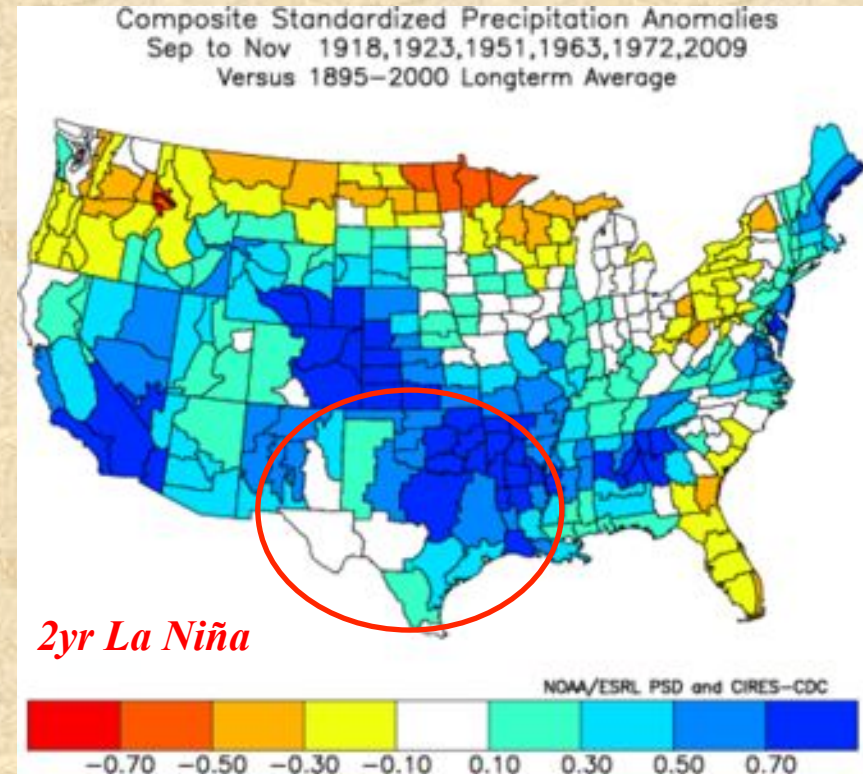 Composite Standardized Precipitation Anomalies
Sep to Nov 1918,1923,1951,1963,1972,2009
Versus 1895-2000 Longterm Average
2yr La Niña
NOAA/ESRL PSD and CIRES-CDC
-0.70 -0.50 -0.30 -0.10 0.10 0.30 0.50 0.70